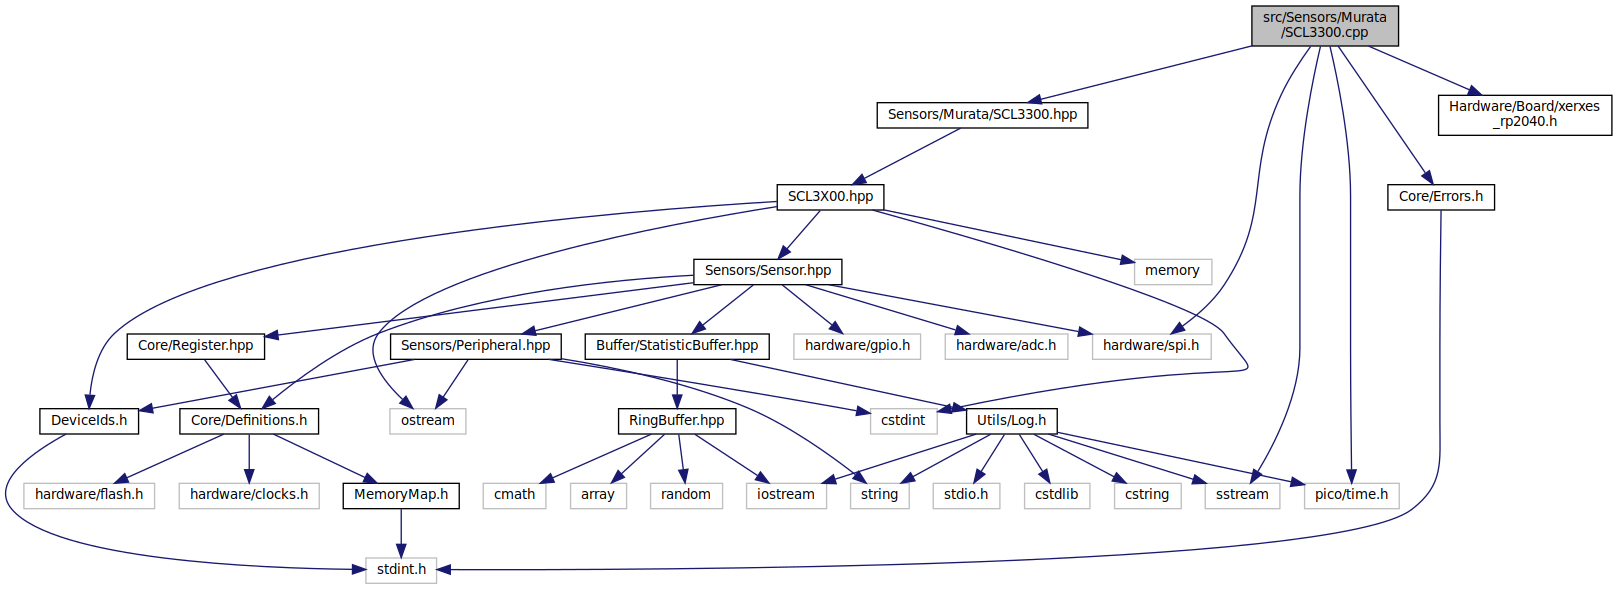 src/Sensors/Murata
/SCL3300.cpp
Sensors/Murata/SCL3300.hpp
Hardware/Board/xerxes
_rp2040.h
SCL3X00.hpp
Core/Errors.h
Sensors/Sensor.hpp
memory
Core/Register.hpp
Sensors/Peripheral.hpp
Buffer/StatisticBuffer.hpp
hardware/gpio.h
hardware/adc.h
hardware/spi.h
DeviceIds.h
Core/Definitions.h
ostream
RingBuffer.hpp
cstdint
Utils/Log.h
hardware/flash.h
hardware/clocks.h
MemoryMap.h
cmath
array
random
iostream
string
stdio.h
cstdlib
cstring
sstream
pico/time.h
stdint.h